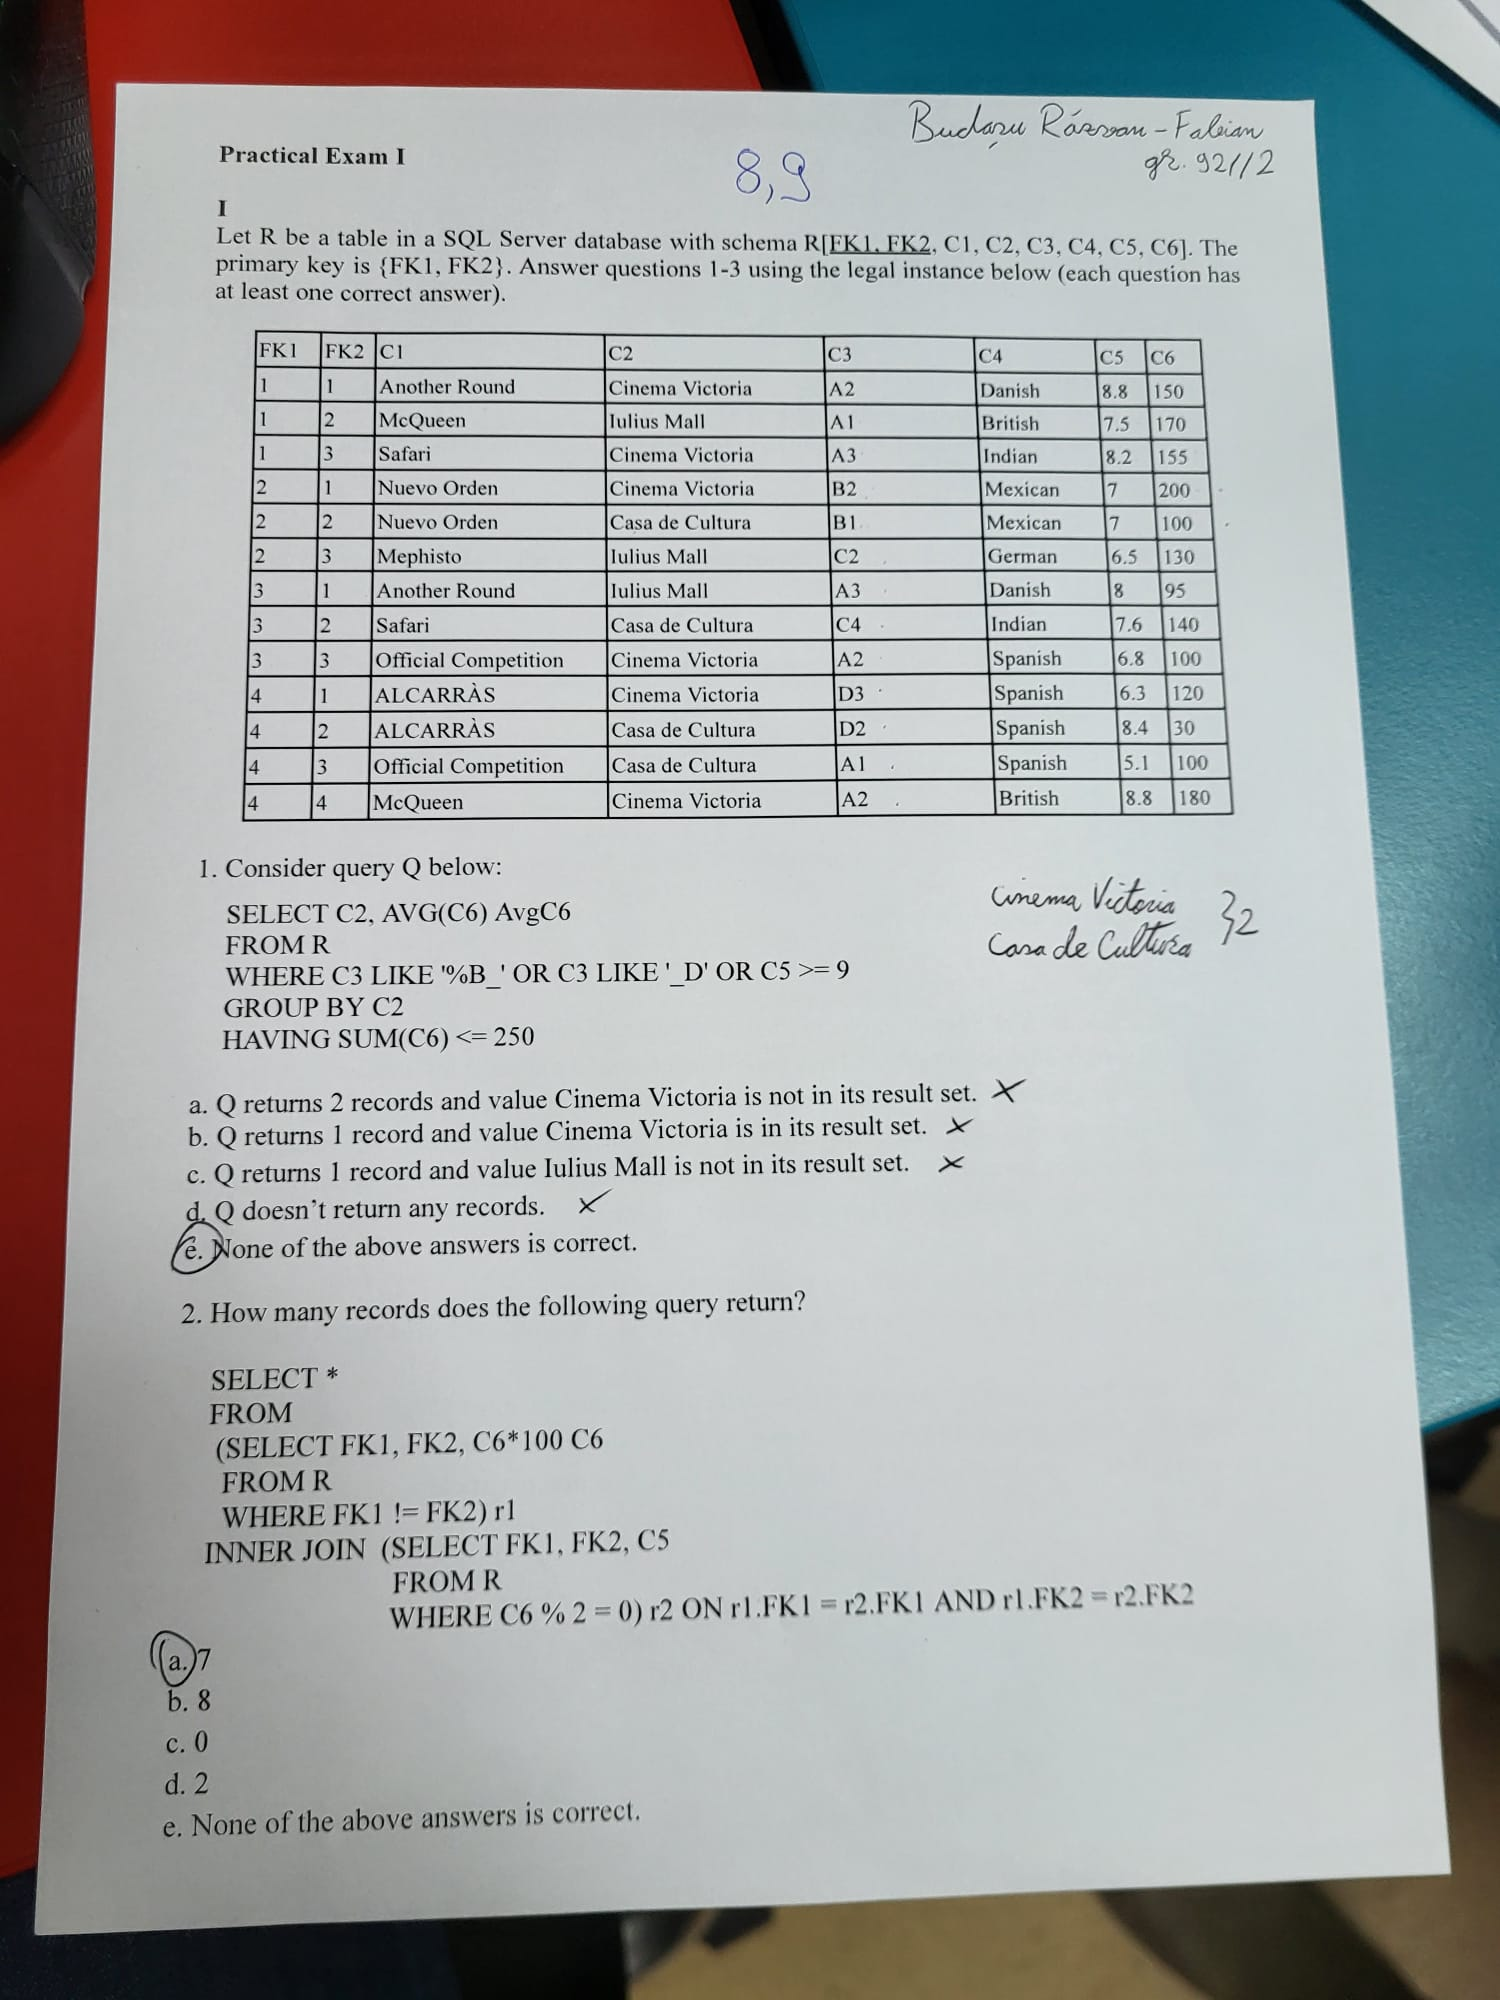 Budaşu Răzvan-Fabian
gr. 921/2
Practical Exam I
8,9
I
Let R be a table in a SQL Server database with schema R[FK1, FK2, C1, C2, C3, C4, C5, C6]. The
primary key is {FK1, FK2}. Answer questions 1-3 using the legal instance below (each question has
at least one correct answer).
FK1 FK2 C1 C2 C3 C4 C5 C6
1 1 Another Round Cinema Victoria A2 Danish 8.8 150
1 2 McQueen Iulius Mall A1 British 7.5 170
1 3 Safari Cinema Victoria A3 Indian 8.2 155
2 1 Nuevo Orden Cinema Victoria B2 Mexican 7 200
2 2 Nuevo Orden Casa de Cultura B1 Mexican 7 100
2 3 Mephisto Iulius Mall C2 German 6.5 130
3 1 Another Round Iulius Mall A3 Danish 8 95
3 2 Safari Casa de Cultura C4 Indian 7.6 140
3 3 Official Competition Cinema Victoria A2 Spanish 6.8 100
4 1 ALCARRÀS Cinema Victoria D3 Spanish 6.3 120
4 2 ALCARRÀS Casa de Cultura D2 Spanish 8.4 30
4 3 Official Competition Casa de Cultura A1 Spanish 5.1 100
4 4 McQueen Cinema Victoria A2 British 8.8 180
1. Consider query Q below:
SELECT C2, AVG(C6) AvgC6
FROM R
WHERE C3 LIKE '%B_' OR C3 LIKE '_D' OR C5 >= 9
GROUP BY C2
HAVING SUM(C6) <= 250
Cinema Victoria
Casa de Cultura }2
a. Q returns 2 records and value Cinema Victoria is not in its result set. X
b. Q returns 1 record and value Cinema Victoria is in its result set. X
c. Q returns 1 record and value Iulius Mall is not in its result set. X
d. Q doesn't return any records. X
e. None of the above answers is correct.
2. How many records does the following query return?
SELECT *
FROM
(SELECT FK1, FK2, C6*100 C6
FROM R
WHERE FK1 != FK2) r1
INNER JOIN (SELECT FK1, FK2, C5
FROM R
WHERE C6 % 2 = 0) r2 ON r1.FK1 = r2.FK1 AND r1.FK2 = r2.FK2
a. 7
b. 8
c. 0
d. 2
e. None of the above answers is correct.